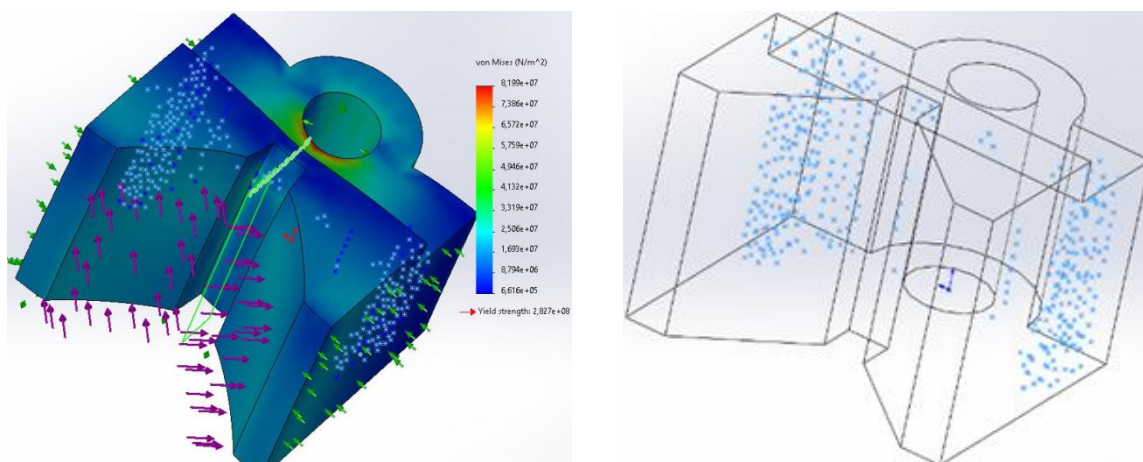 von Mises (N/m^2)
8,199e+07
7,386e+07
6,572e+07
5,759e+07
4,946e+07
4,132e+07
3,319e+07
2,506e+07
1,693e+07
8,794e+06
6,616e+05
Yield strength: 2,827e+08